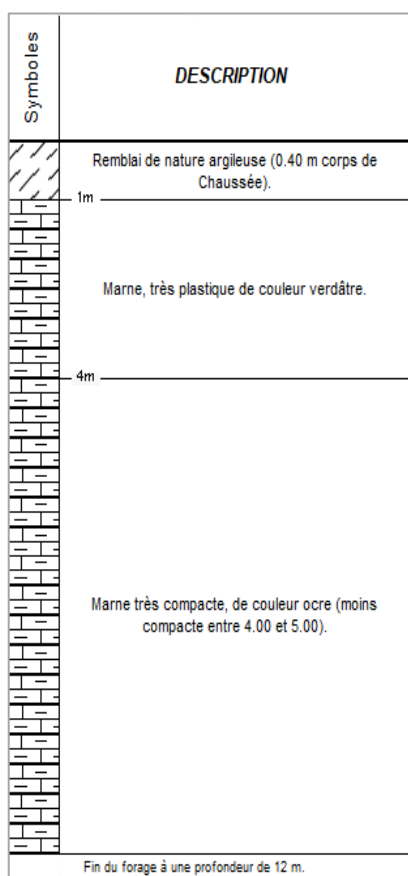 Symboles
DESCRIPTION
Remblai de nature argileuse (0.40 m corps de
Chaussée).
1m
Marne, très plastique de couleur verdâtre.
4m
Marne très compacte, de couleur ocre (moins
compacte entre 4.00 et 5.00).
Fin du forage à une profondeur de 12 m.